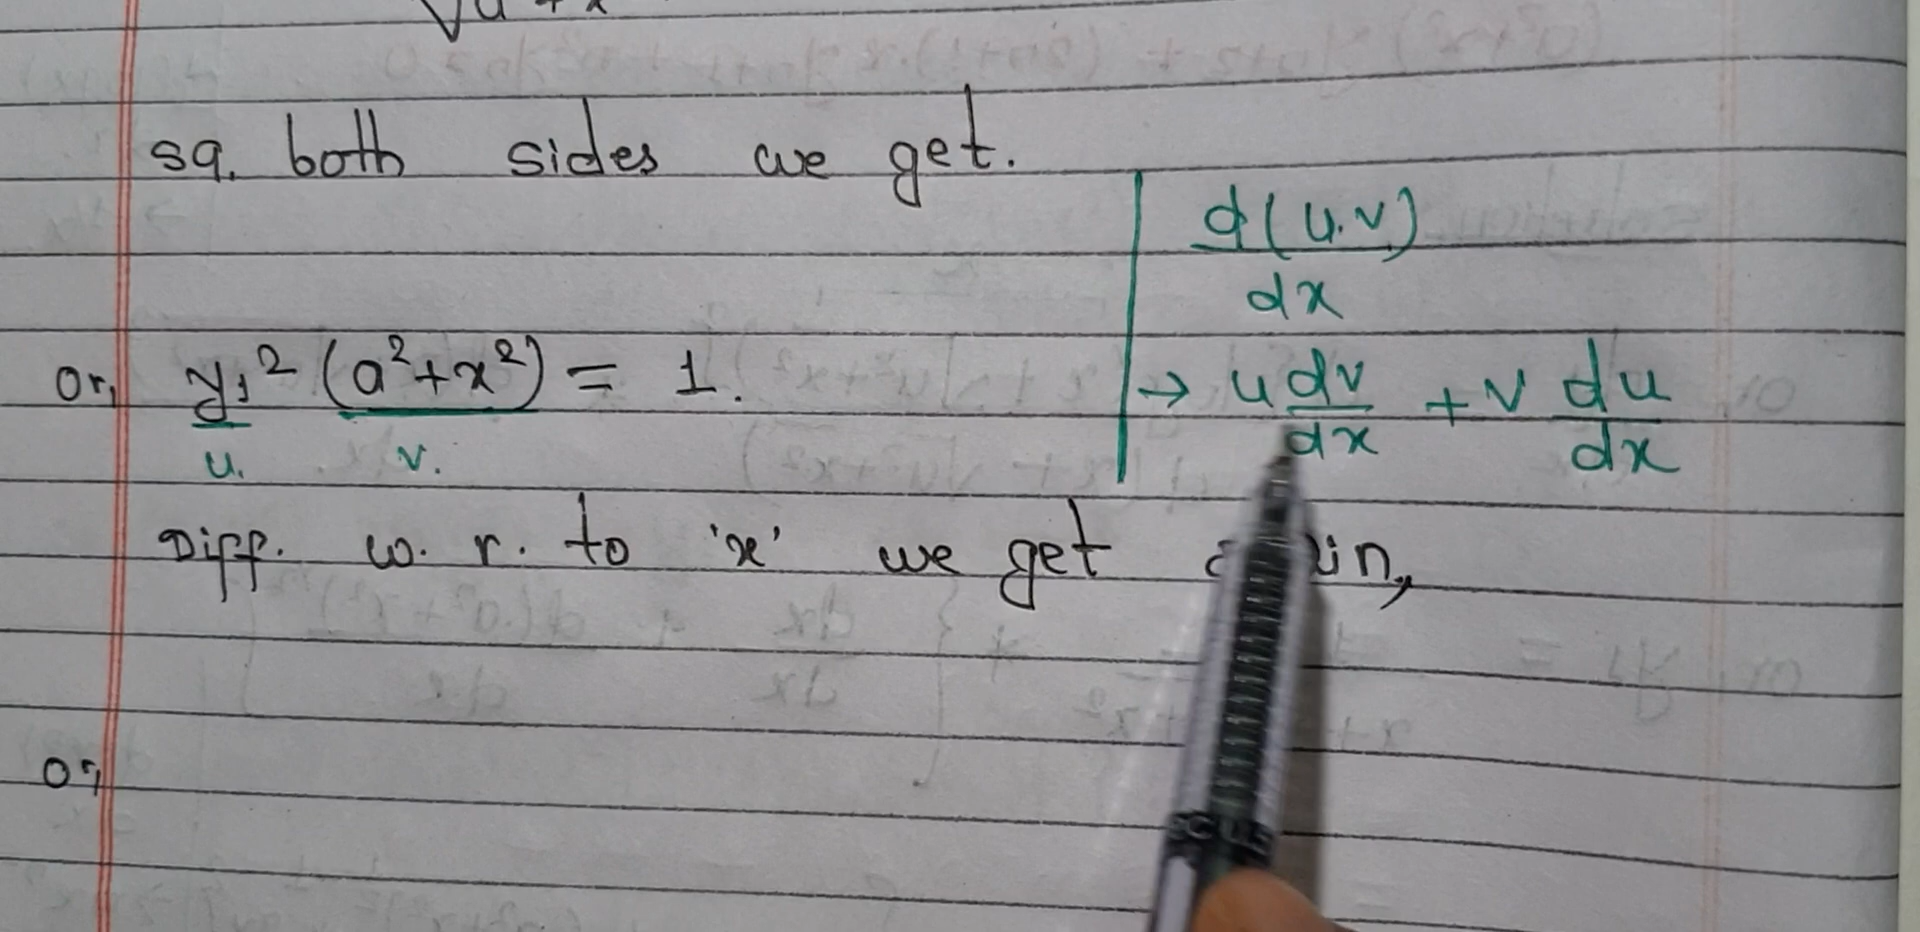 sq. both sides we get.
d(u.v)
dx
Or, y₁² (a²+x²) = 1.
u. v.
→ u dv/dx + v du/dx
Diff. w. r. to 'x' we get
or,